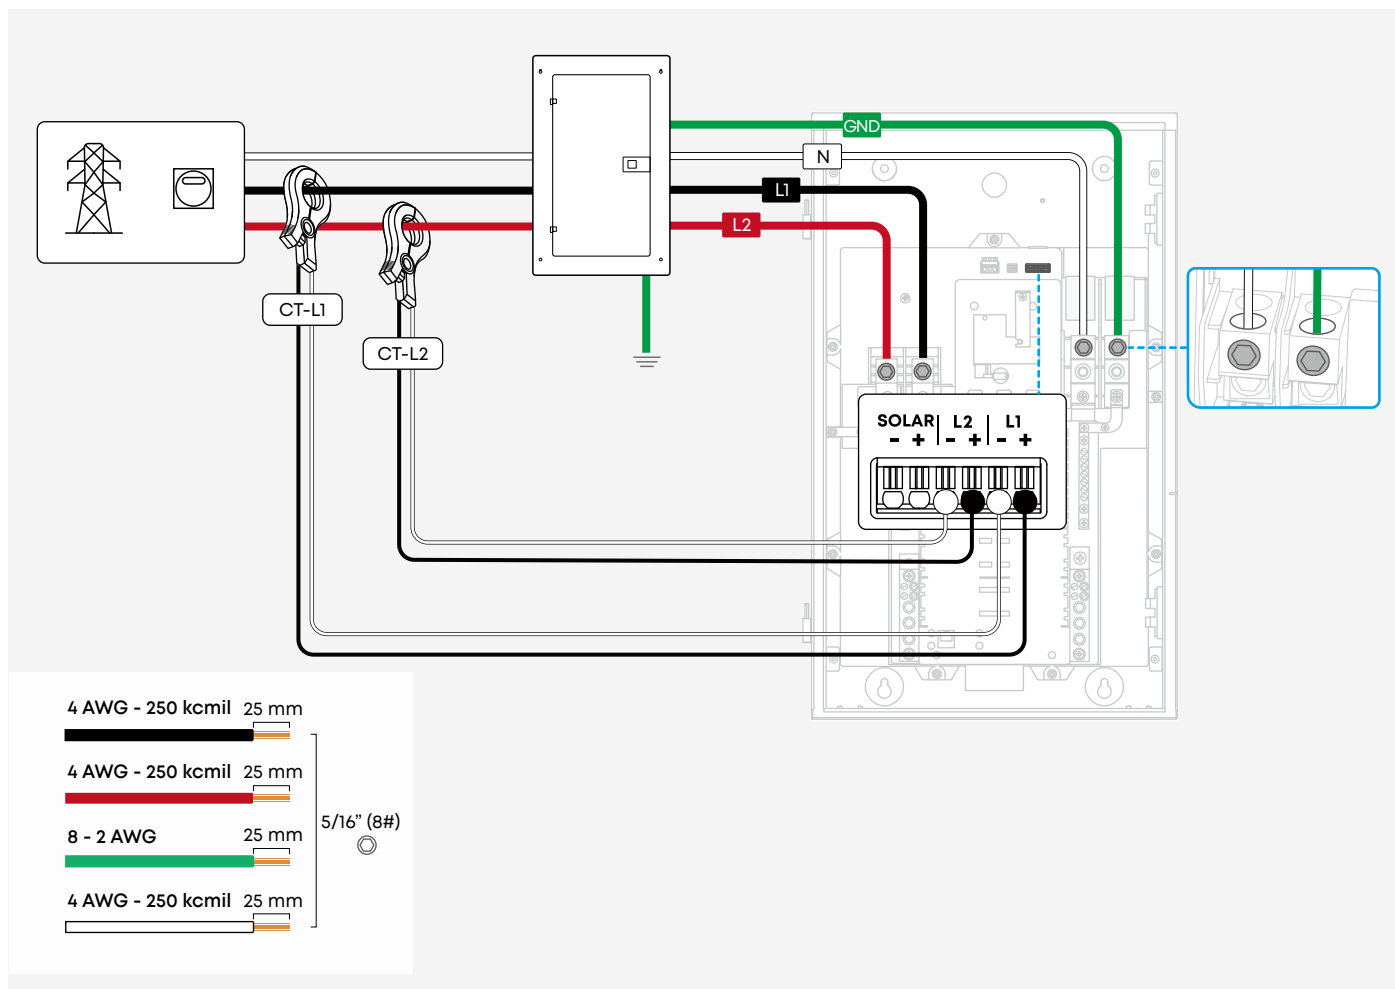 GND
N
L1
L2
CT-L1
CT-L2
SOLAR L2 L1
- + - + - +
4 AWG - 250 kcmil 25 mm
4 AWG - 250 kcmil 25 mm
5/16” (8#)
8 - 2 AWG 25 mm
4 AWG - 250 kcmil 25 mm